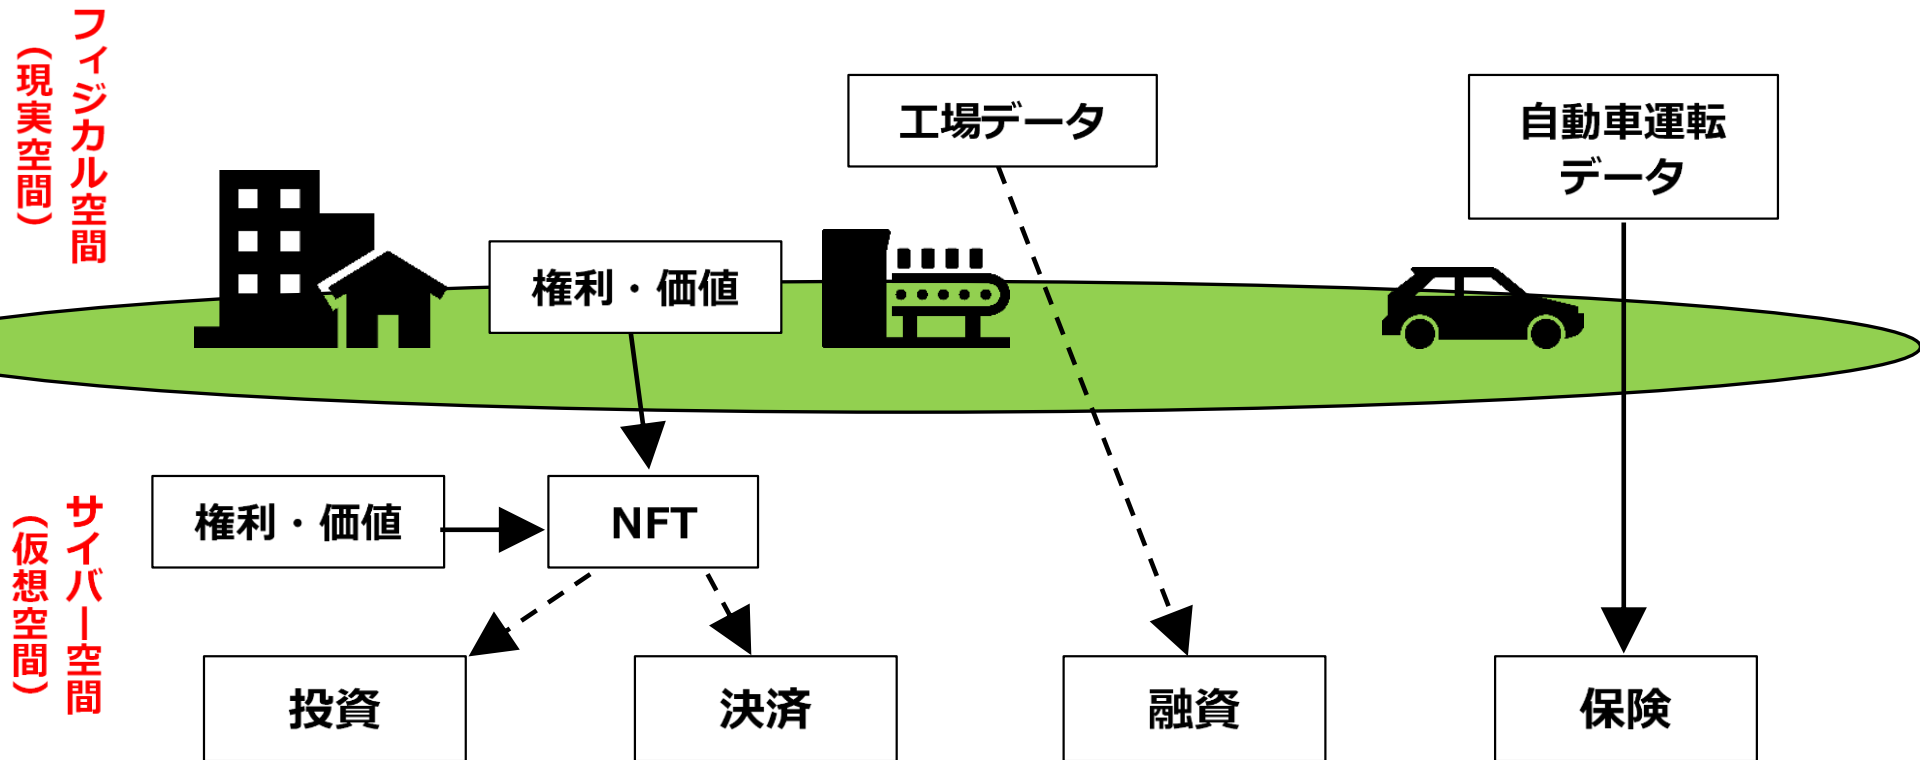 フィジカル空間
（現実空間）
工場データ
自動車運転
データ
権利・価値
サイバー空間
（仮想空間）
権利・価値
NFT
投資
決済
融資
保険